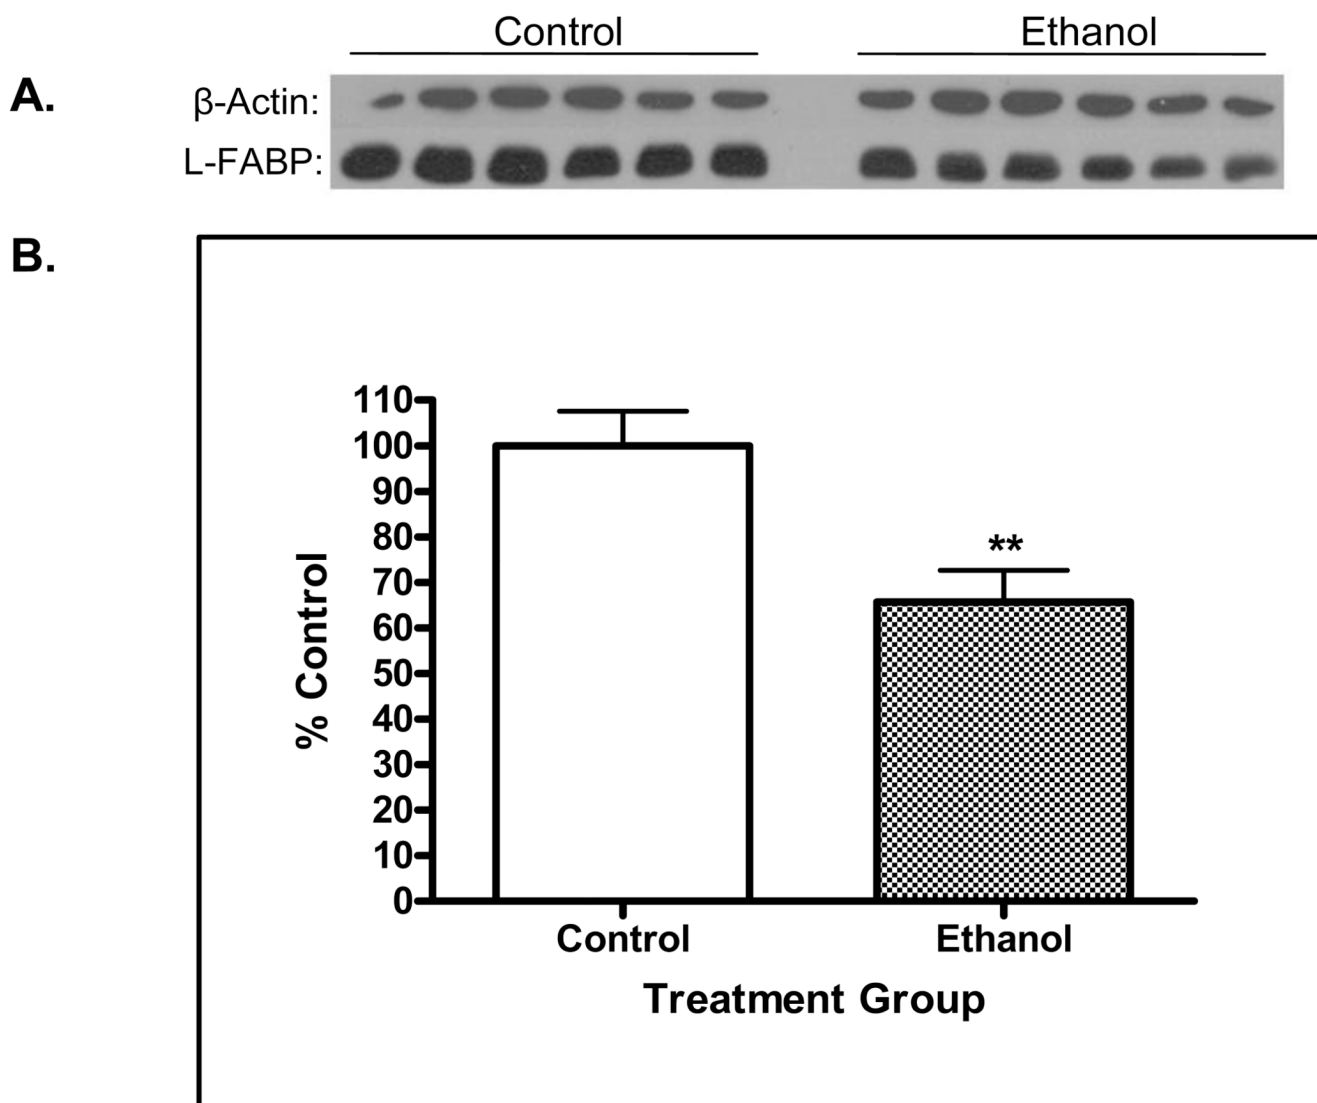 Control Ethanol
A.
β-Actin:
L-FABP:
B.
110
100
90
80
70
60
50
40
30
20
10
0
% Control
**
Control Ethanol
Treatment Group